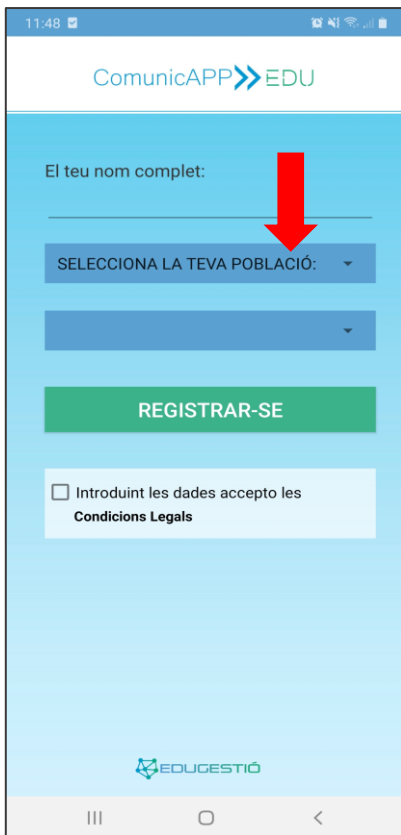 11:48
ComunicAPP EDU
El teu nom complet:
SELECCIONA LA TEVA POBLACIÓ:
REGISTRAR-SE
Introduint les dades accepto les
Condicions Legals
EDUGESTIÓ